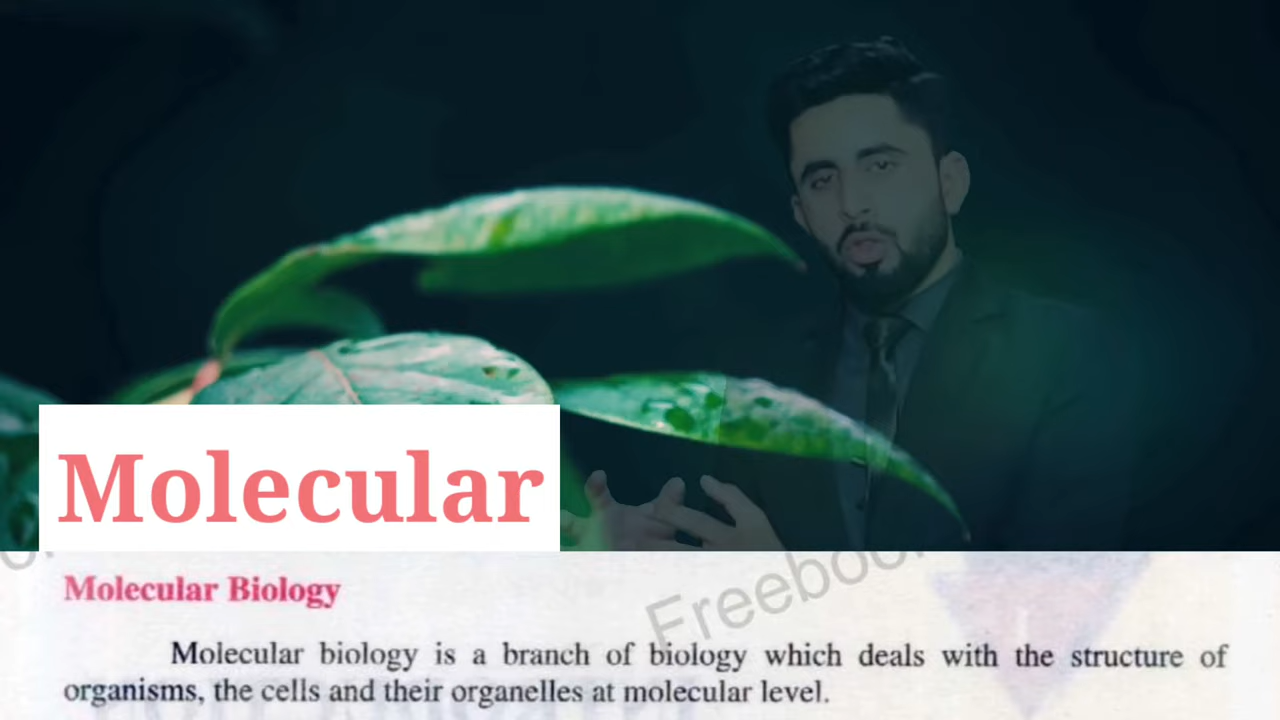 Molecular
Molecular Biology
Freeboo
Molecular biology is a branch of biology which deals with the structure of
organisms, the cells and their organelles at molecular level.